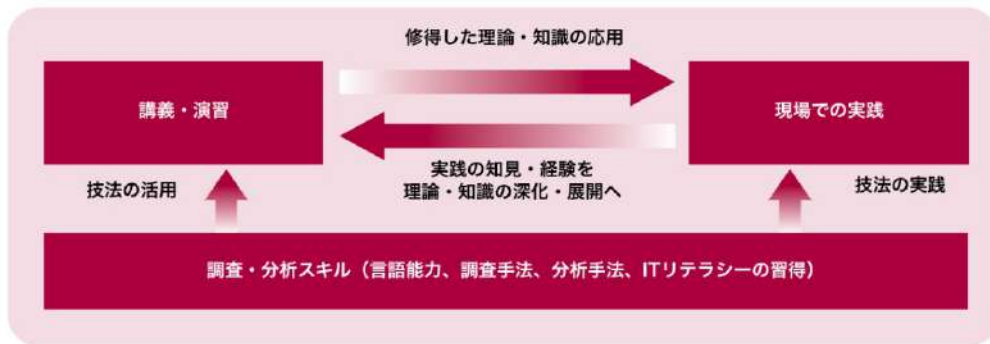 修得した理論・知識の応用
講義・演習
現場での実践
実践の知見・経験を
理論・知識の深化・展開へ
技法の活用
技法の実践
調査・分析スキル（言語能力、調査手法、分析手法、ITリテラシーの習得）